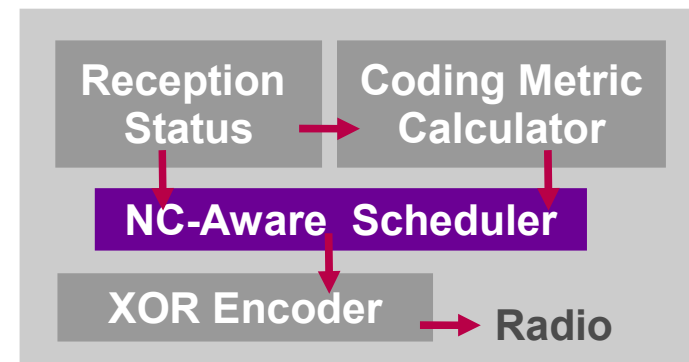 Reception
Status
Coding Metric
Calculator
NC-Aware Scheduler
XOR Encoder
Radio